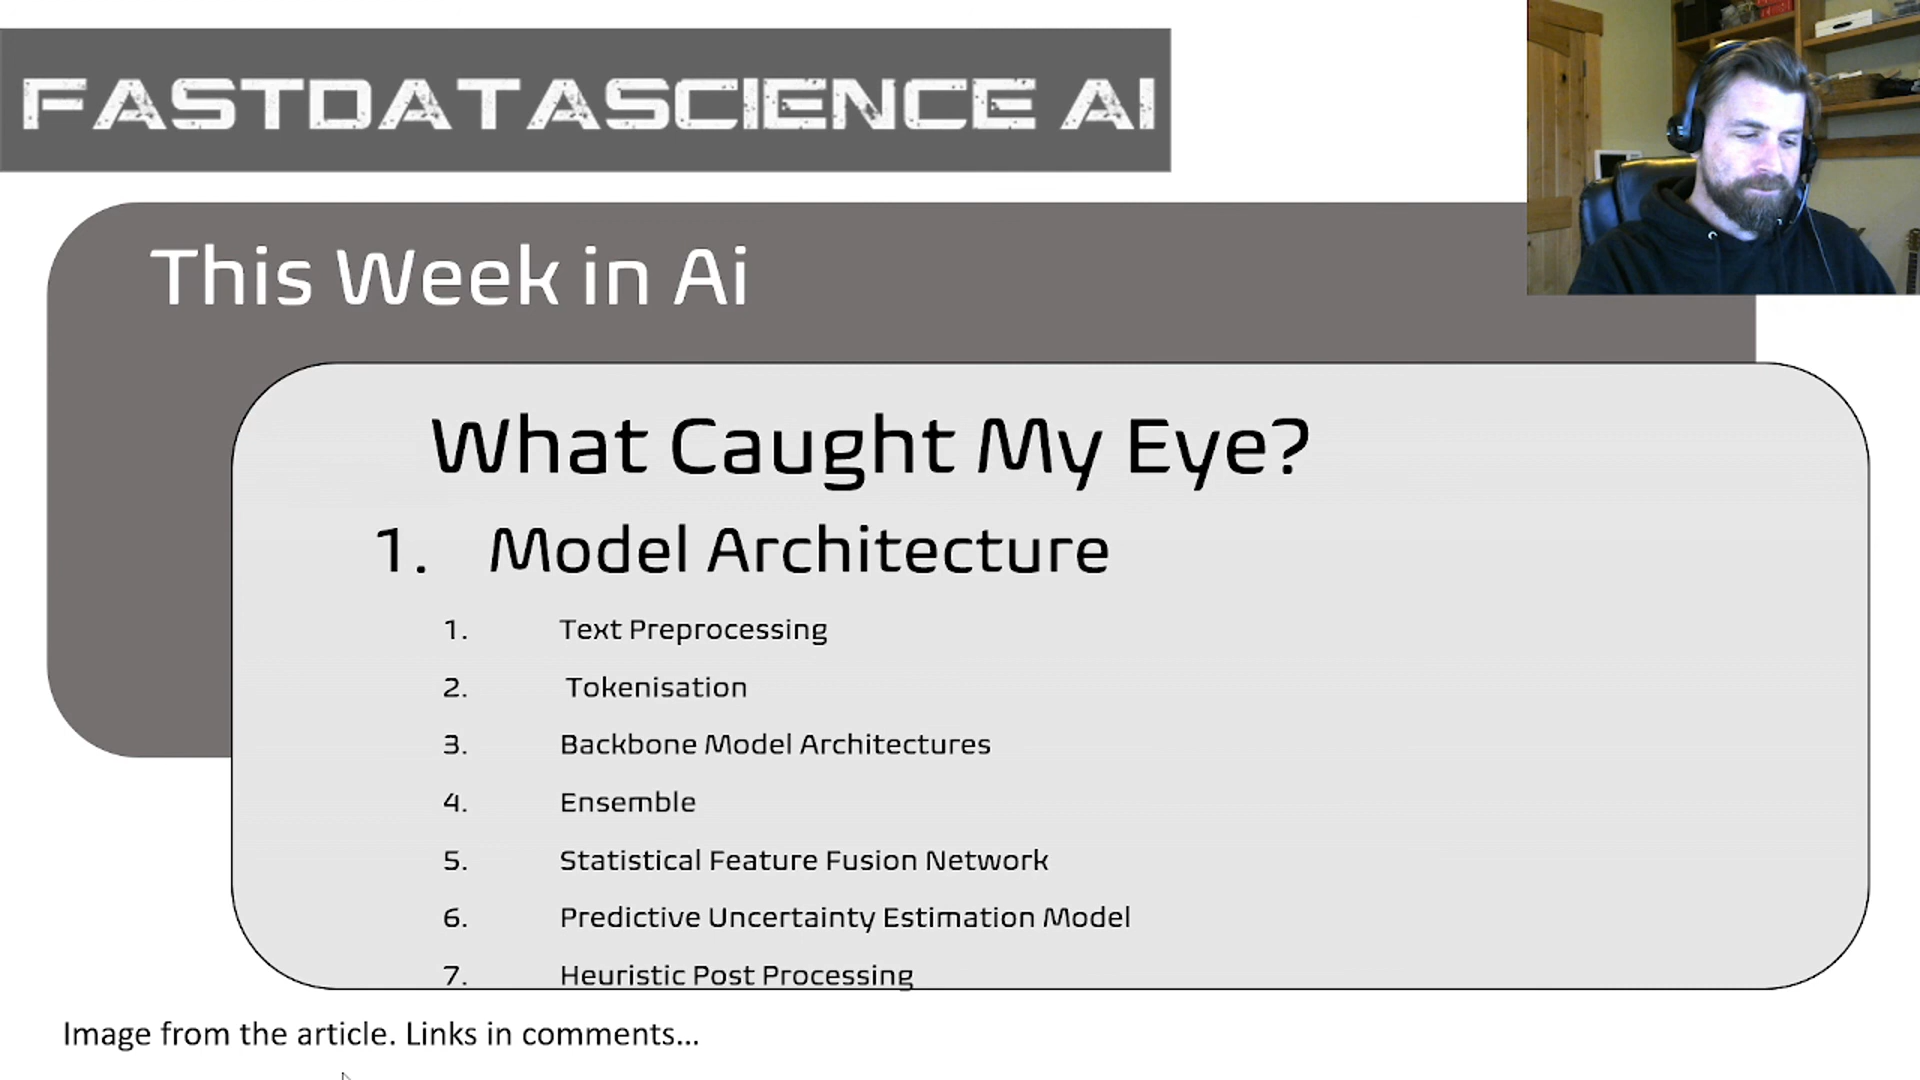 FASTDATASCIENCE AI
This Week in Ai
What Caught My Eye?
1. Model Architecture
1. Text Preprocessing
2. Tokenisation
3. Backbone Model Architectures
4. Ensemble
5. Statistical Feature Fusion Network
6. Predictive Uncertainty Estimation Model
7. Heuristic Post Processing
Image from the article. Links in comments...